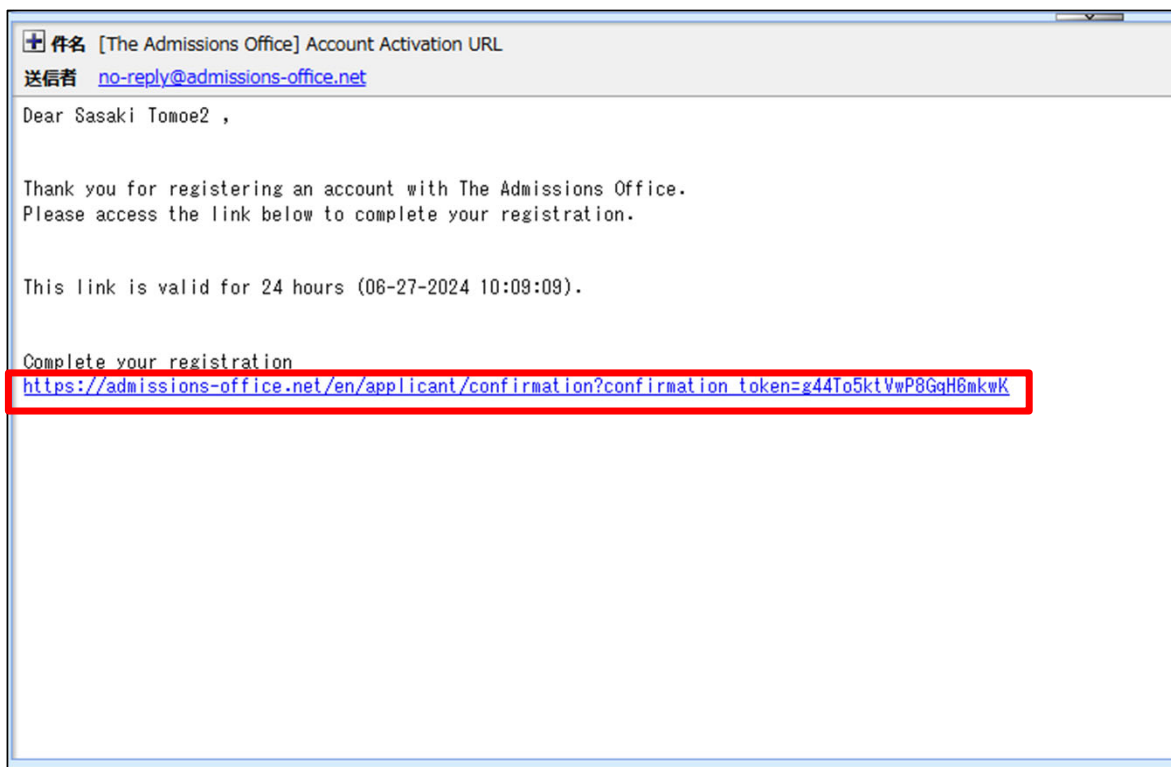 件名 [The Admissions Office] Account Activation URL
送信者 no-reply@admissions-office.net
Dear Sasaki Tomoe2 ,
Thank you for registering an account with The Admissions Office.
Please access the link below to complete your registration.
This link is valid for 24 hours (06-27-2024 10:09:09).
Complete your registration
https://admissions-office.net/en/applicant/confirmation?confirmation_token=g44To5ktVwP8GqH6mkwK